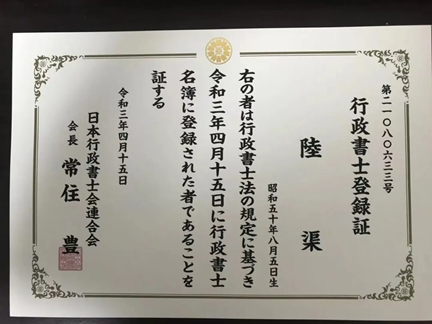 第二一〇八〇六三三号
行政書士登録証
陸渠
昭和五十年八月五日生
右の者は行政書士法の規定に基づき
令和三年四月十五日に行政書士
名簿に登録された者であることを
証する
令和三年四月十五日
日本行政書士会連合会
会長 常住豊